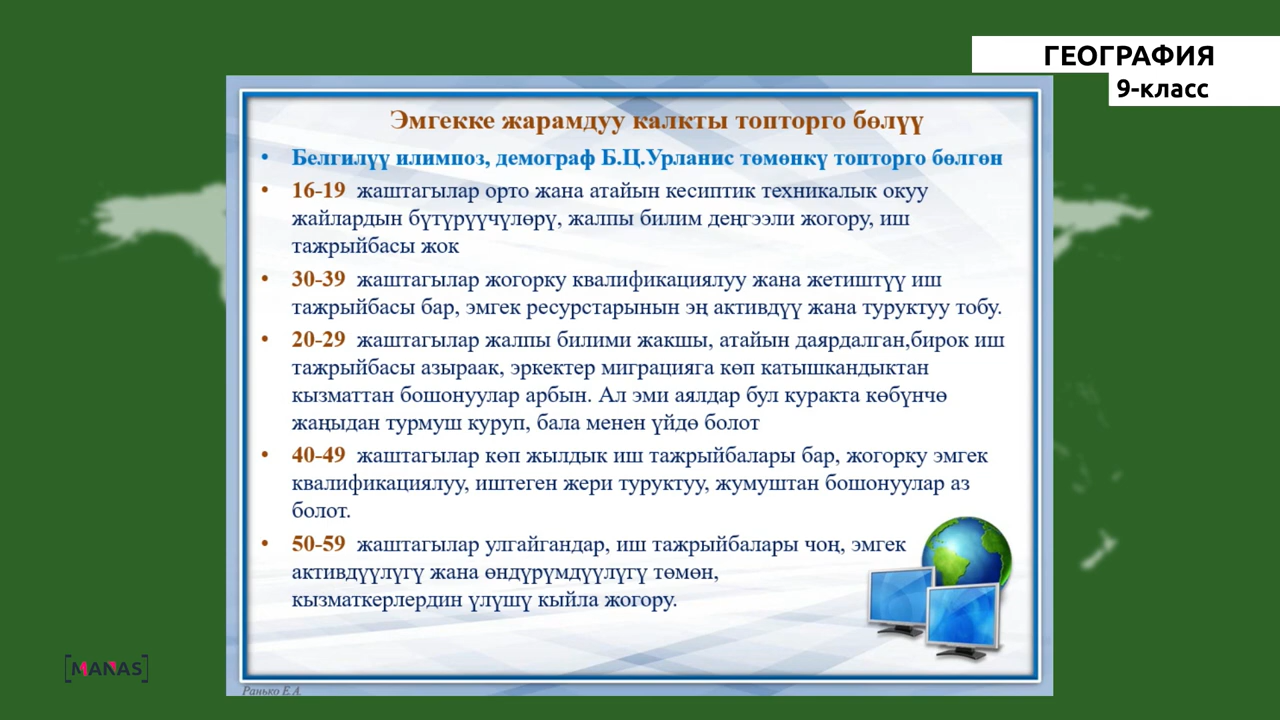 ГЕОГРАФИЯ
9-класс
Эмгекке жарамдуу калкты топторго бөлүү
• Белгилүү илимпоз, демограф Б.Ц.Урланис төмөнкү топторго бөлгөн
• 16-19 жаштагылар орто жана атайын кесиптик техникалык окуу
жайлардын бүтүрүүчүлөрү, жалпы билим деңгээли жогору, иш
тажрыйбасы жок
• 30-39 жаштагылар жогорку квалификациялуу жана жетиштүү иш
тажрыйбасы бар, эмгек ресурстарынын эң активдүү жана туруктуу тобу.
• 20-29 жаштагылар жалпы билими жакшы, атайын даярдалган,бирок иш
тажрыйбасы азыраак, эркектер миграцияга көп катышкандыктан
кызматтан бошонуулар арбын. Ал эми аялдар бул куракта көбүнчө
жаңыдан турмуш куруп, бала менен үйдө болот
• 40-49 жаштагылар көп жылдык иш тажрыйбалары бар, жогорку эмгек
квалификациялуу, иштеген жери туруктуу, жумуштан бошонуулар аз
болот.
• 50-59 жаштагылар улгайгандар, иш тажрыйбалары чоң, эмгек
активдүүлүгү жана өндүрүмдүүлүгү төмөн,
кызматкерлердин үлүшү кыйла жогору.
[MANAS]
Ранько Е.А.